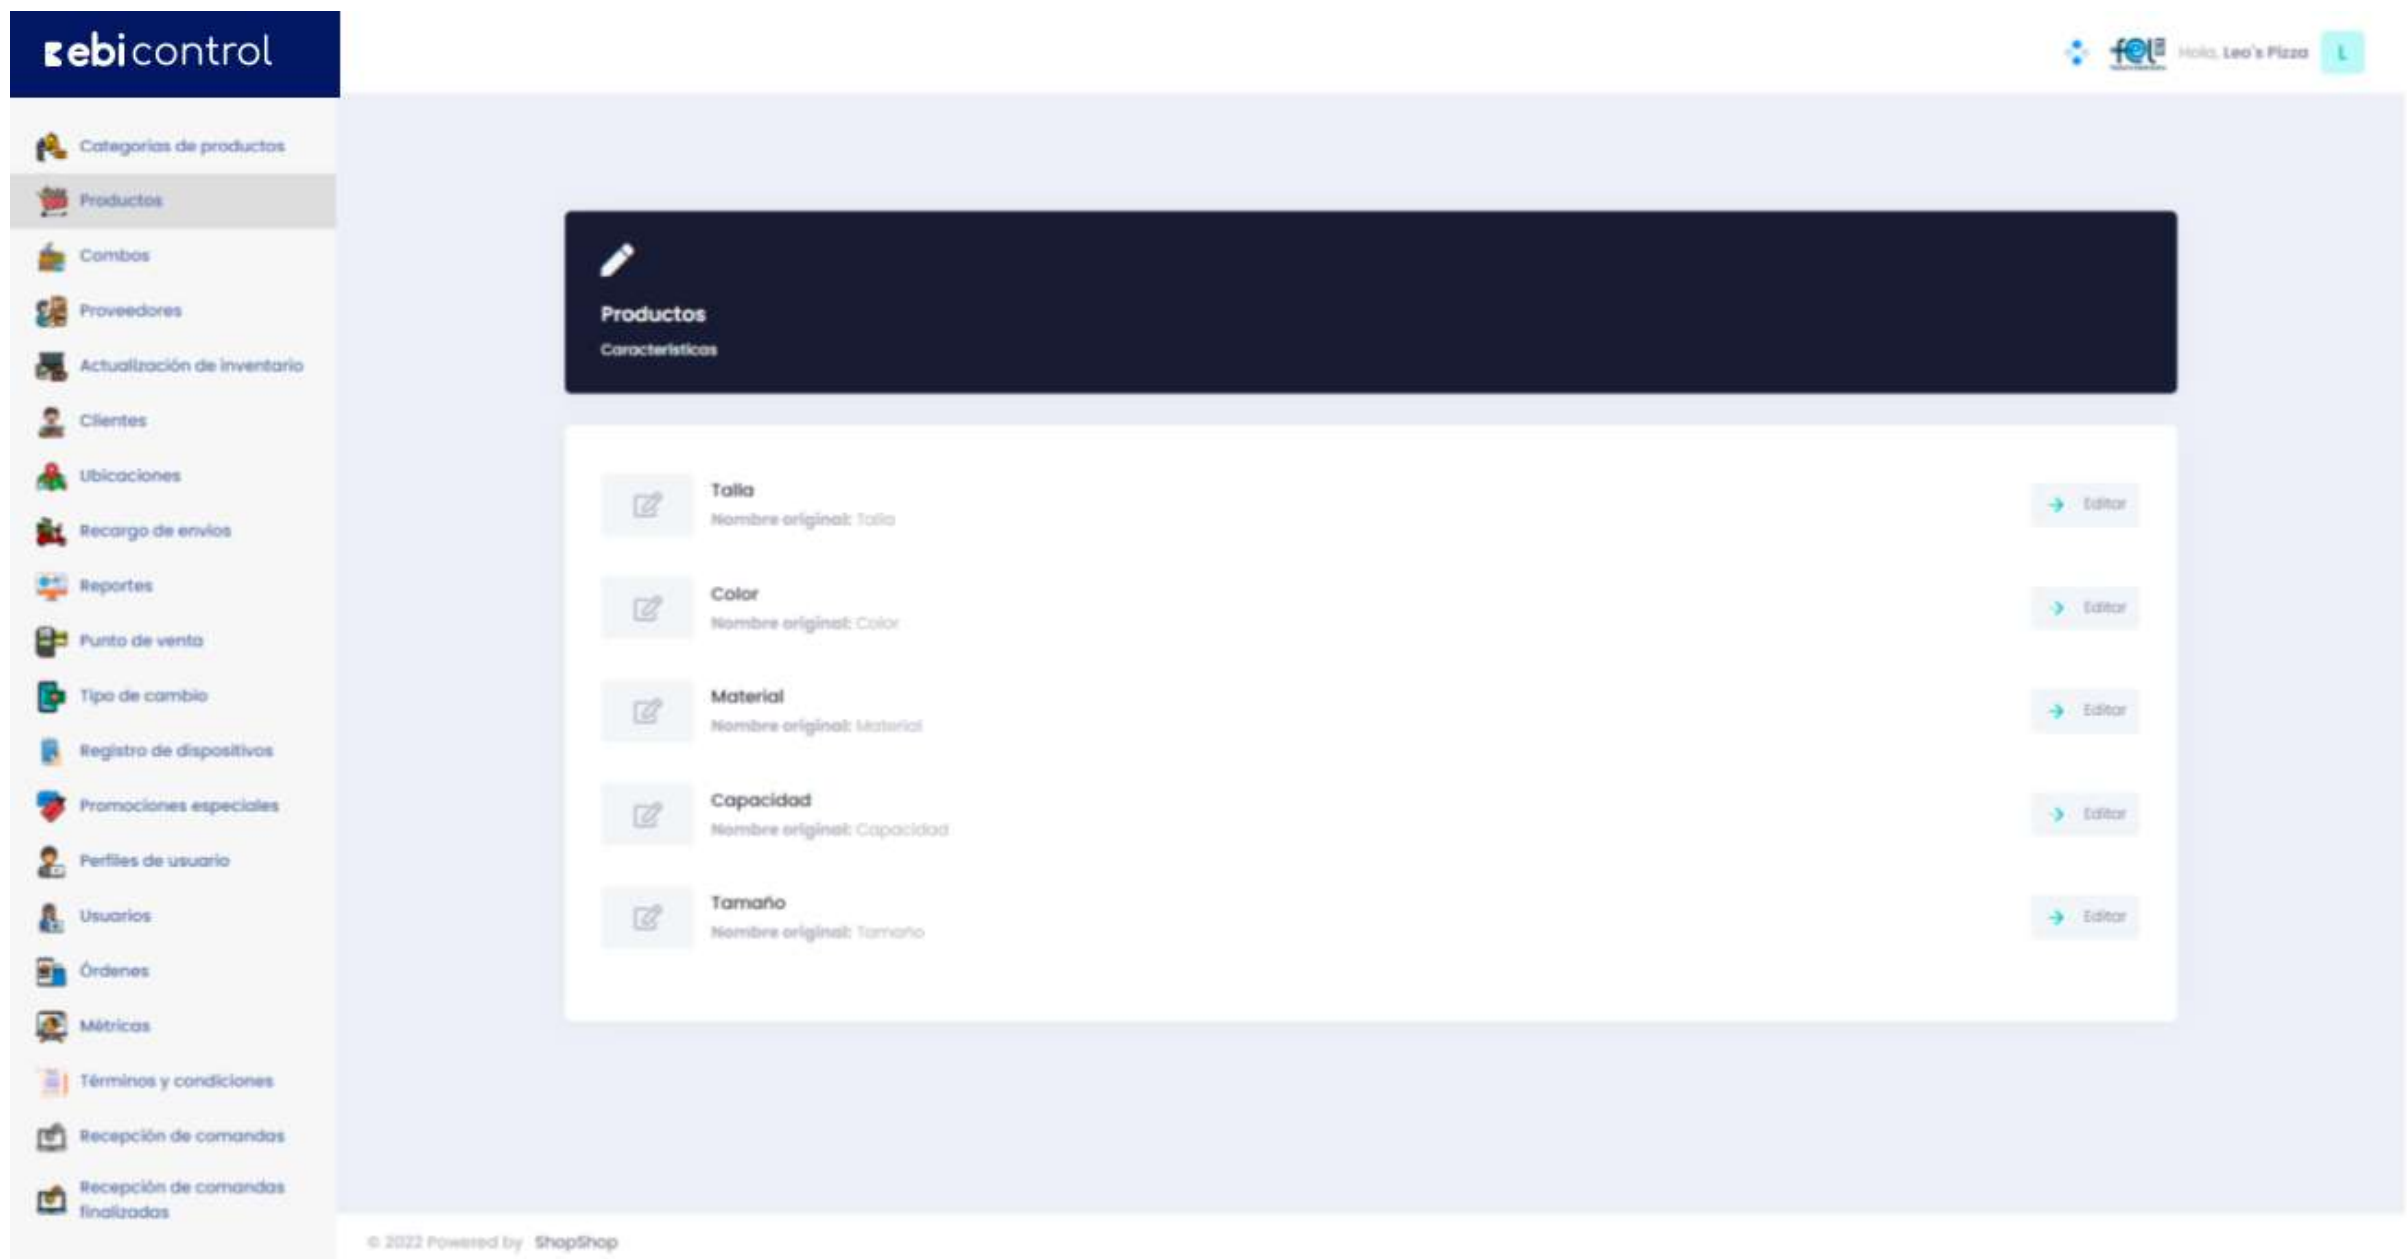 ebicontrol
fel
Hola, Leo's Pizza
L
Categorías de productos
Productos
Combos
Proveedores
Actualización de inventario
Clientes
Ubicaciones
Recargo de envíos
Reportes
Punto de venta
Tipo de cambio
Registro de dispositivos
Promociones especiales
Perfiles de usuario
Usuarios
Órdenes
Métricas
Términos y condiciones
Recepción de comandas
Recepción de comandas
finalizadas
Productos
Características
Talla
Nombre original: Talla
Editar
Color
Nombre original: Color
Editar
Material
Nombre original: Material
Editar
Capacidad
Nombre original: Capacidad
Editar
Tamaño
Nombre original: Tamaño
Editar
© 2022 Powered by ShopShop